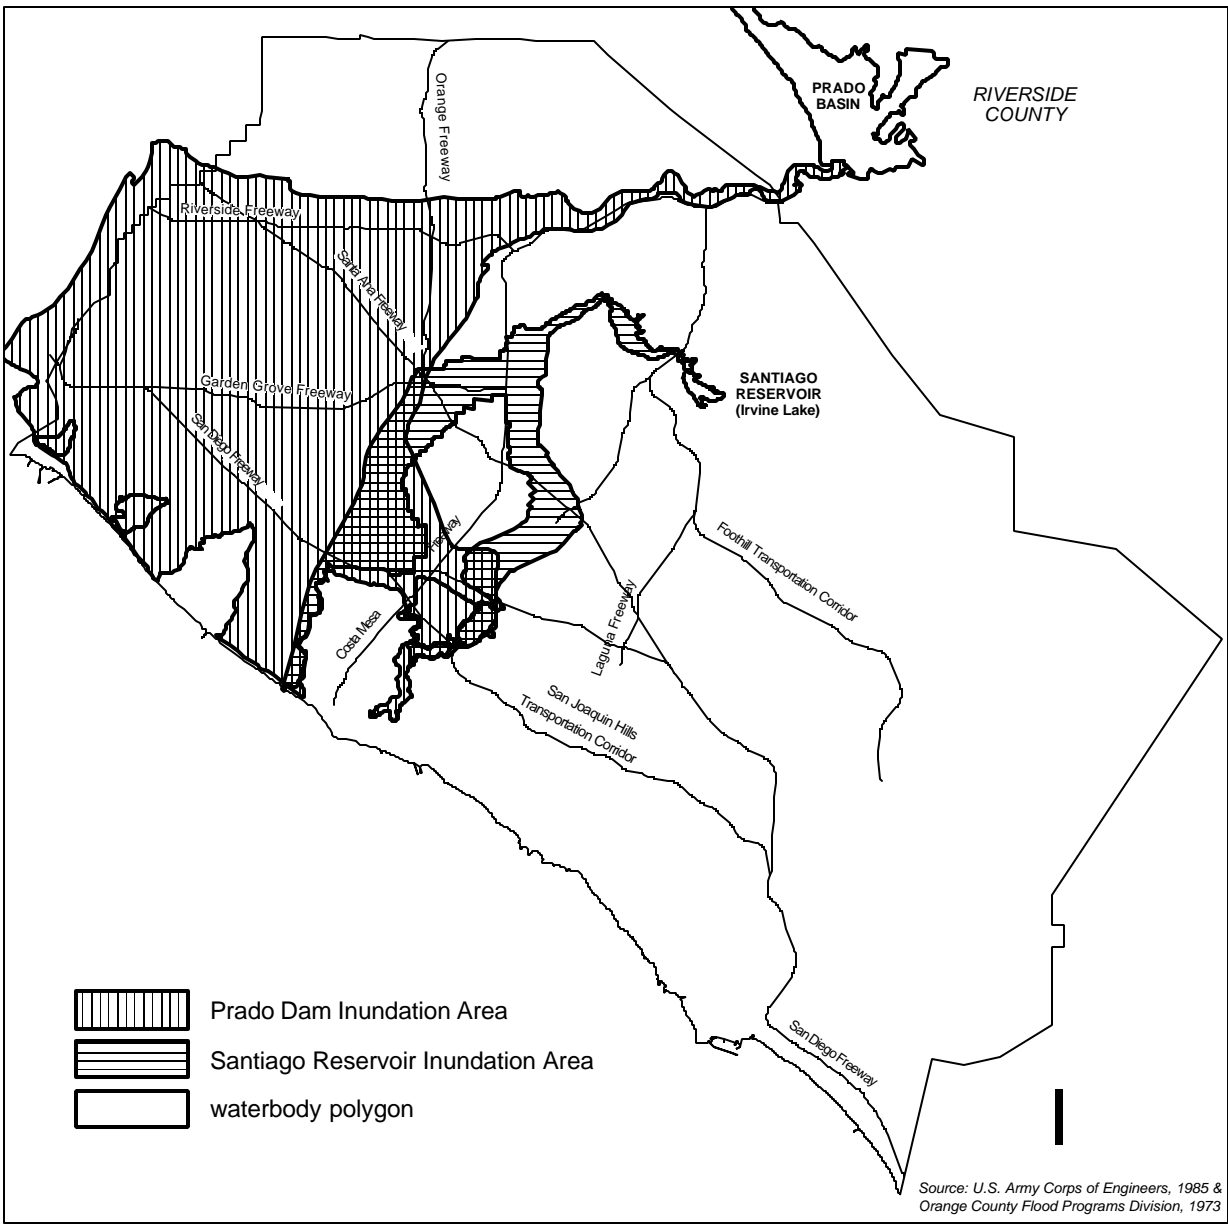 PRADO
BASIN
RIVERSIDE
COUNTY
Orange Freeway
Riverside Freeway
Santa Ana Freeway
Garden Grove Freeway
San Diego Freeway
SANTIAGO
RESERVOIR
(Irvine Lake)
Costa Mesa
Freeway
Foothill Transportation Corridor
Laguna Freeway
San Joaquin Hills
Transportation Corridor
San Diego Freeway
Prado Dam Inundation Area
Santiago Reservoir Inundation Area
waterbody polygon
Source: U.S. Army Corps of Engineers, 1985 &
Orange County Flood Programs Division, 1973